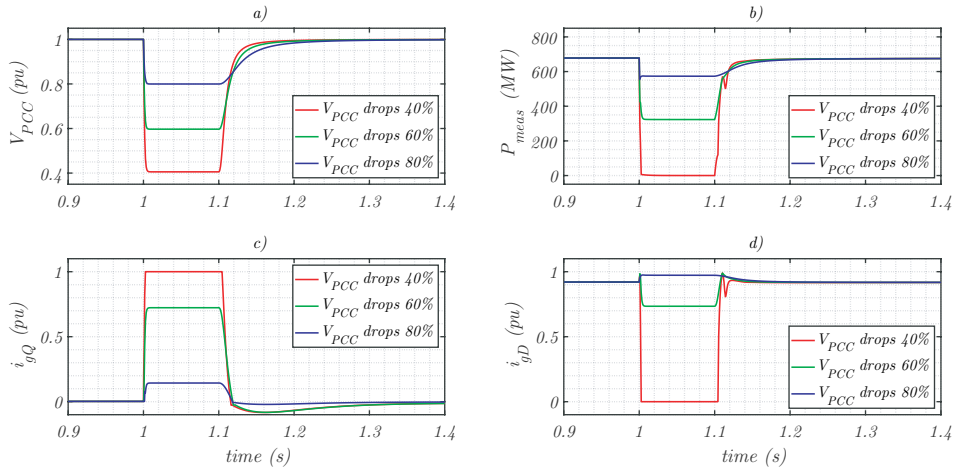 a)
1
0.8
0.6
0.4
V_PCC (pu)
V_PCC drops 40%
V_PCC drops 60%
V_PCC drops 80%
0.9
1
1.1
1.2
1.3
1.4
b)
800
600
400
200
0
P_meas (MW)
V_PCC drops 40%
V_PCC drops 60%
V_PCC drops 80%
0.9
1
1.1
1.2
1.3
1.4
c)
1
0.5
0
i_gQ (pu)
V_PCC drops 40%
V_PCC drops 60%
V_PCC drops 80%
0.9
1
1.1
1.2
1.3
1.4
time (s)
d)
1
0.5
0
i_gD (pu)
V_PCC drops 40%
V_PCC drops 60%
V_PCC drops 80%
0.9
1
1.1
1.2
1.3
1.4
time (s)